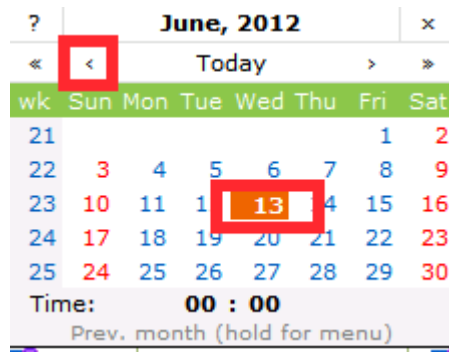 ? June, 2012 ×
« ‹ Today › »
wk Sun Mon Tue Wed Thu Fri Sat
21 1 2
22 3 4 5 6 7 8 9
23 10 11 13 15 16
24 17 18 19 20 21 22 23
25 24 25 26 27 28 29 30
Time: 00 : 00
Prev. month (hold for menu)